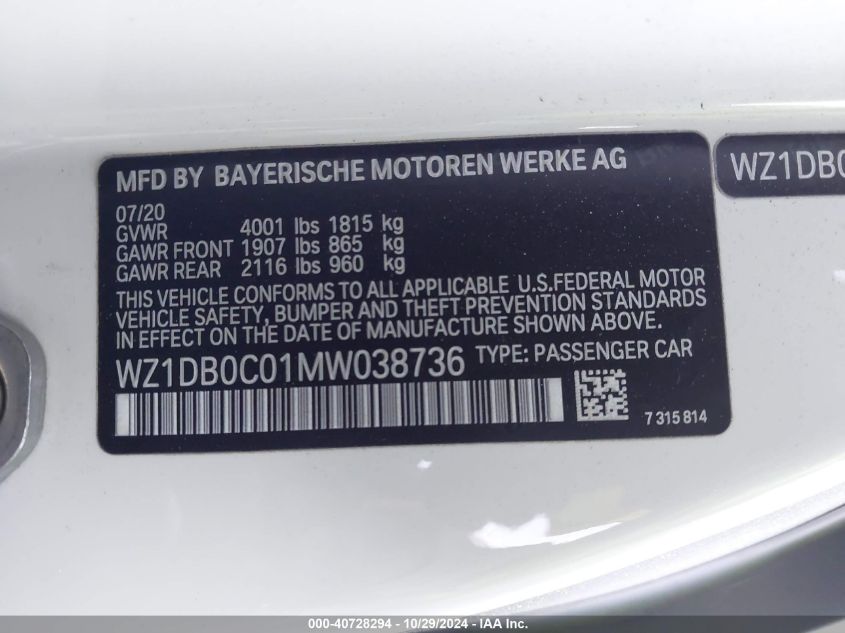 MFD BY BAYERISCHE MOTOREN WERKE AG
07/20
GVWR 4001 lbs 1815 kg
GAWR FRONT 1907 lbs 865 kg
GAWR REAR 2116 lbs 960 kg
THIS VEHICLE CONFORMS TO ALL APPLICABLE U.S.FEDERAL MOTOR
VEHICLE SAFETY, BUMPER AND THEFT PREVENTION STANDARDS
IN EFFECT ON THE DATE OF MANUFACTURE SHOWN ABOVE.
WZ1DB0C01MW038736 TYPE: PASSENGER CAR
7 315 814
WZ1DB0
000-40728294 - 10/29/2024 - IAA Inc.